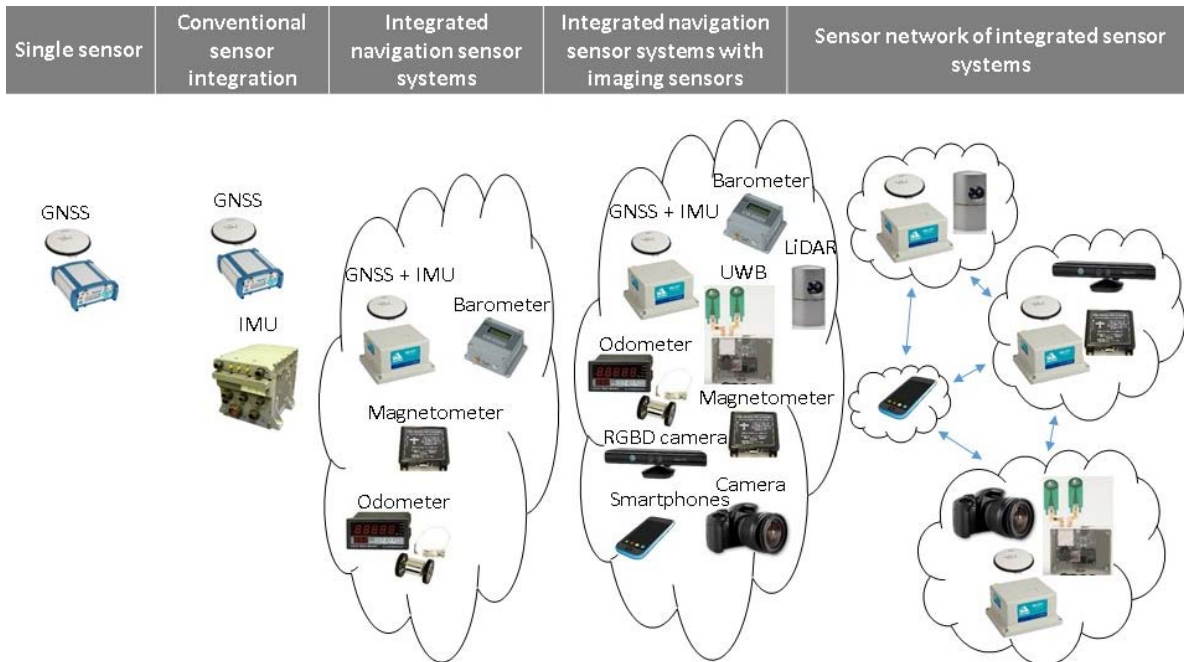 Single sensor
Conventional
sensor
integration
Integrated
navigation sensor
systems
Integrated navigation
sensor systems with
imaging sensors
Sensor network of integrated sensor
systems
GNSS
GNSS
IMU
GNSS + IMU
Barometer
Magnetometer
Odometer
Barometer
GNSS + IMU
LiDAR
UWB
Odometer
Magnetometer
RGBD camera
Smartphones
Camera